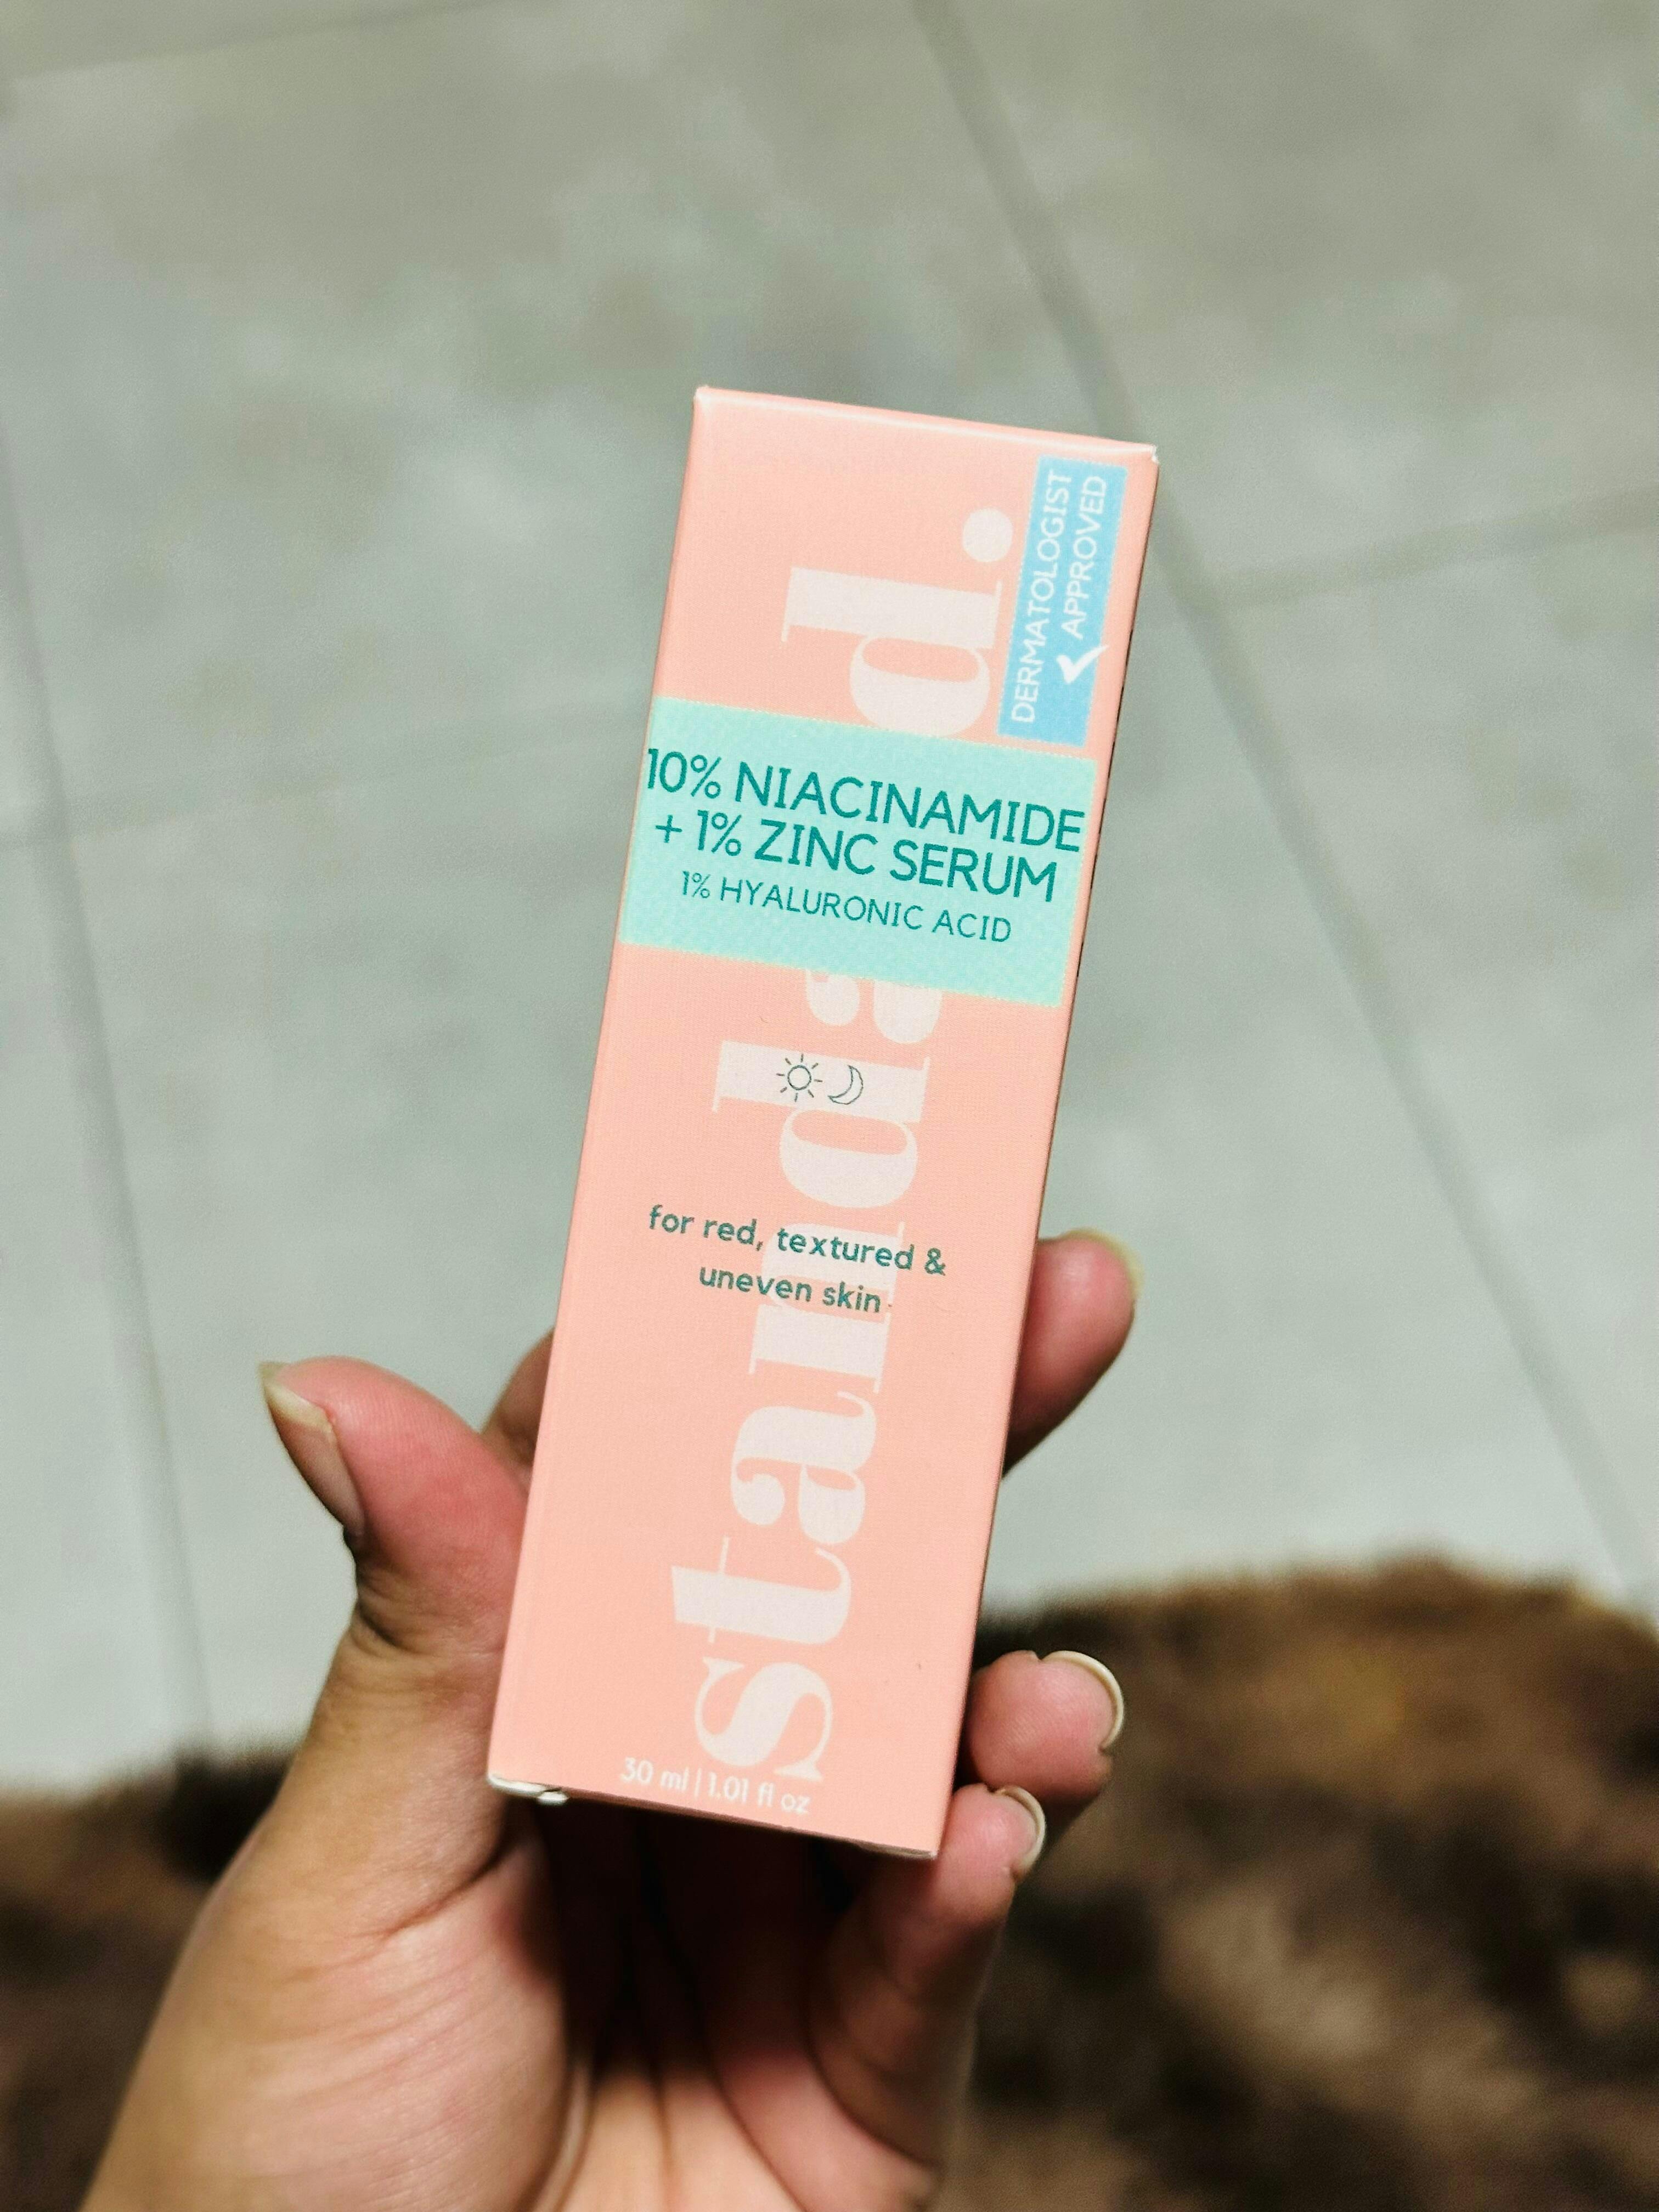 DERMATOLOGIST
✓ APPROVED
10% NIACINAMIDE
+ 1% ZINC SERUM
1% HYALURONIC ACID
standa d.
for red, textured &
uneven skin
30 ml | 1.01 fl oz